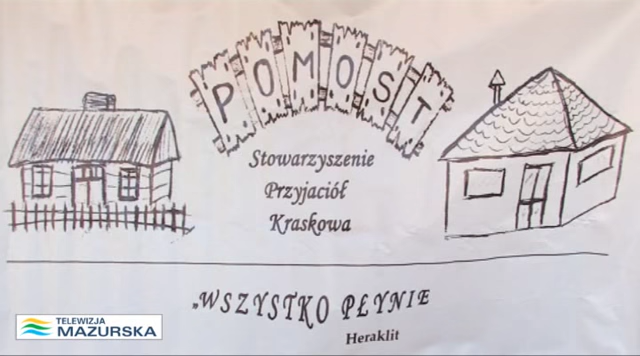 POMOST
Stowarzyszenie
Przyjaciół
Kraskowa
„WSZYSTKO PŁYNIE
Heraklit
TELEWIZJA
MAZURSKA